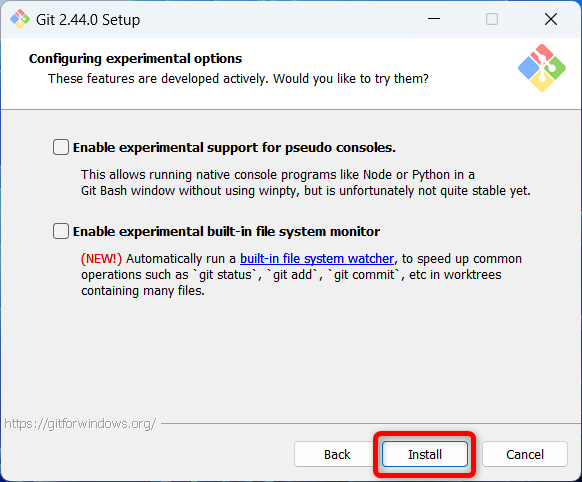 Git 2.44.0 Setup
Configuring experimental options
These features are developed actively. Would you like to try them?
Enable experimental support for pseudo consoles.
This allows running native console programs like Node or Python in a
Git Bash window without using winpty, but is unfortunately not quite stable yet.
Enable experimental built-in file system monitor
(NEW!) Automatically run a built-in file system watcher, to speed up common
operations such as `git status`, `git add`, `git commit`, etc in worktrees
containing many files.
https://gitforwindows.org/
Back Install Cancel